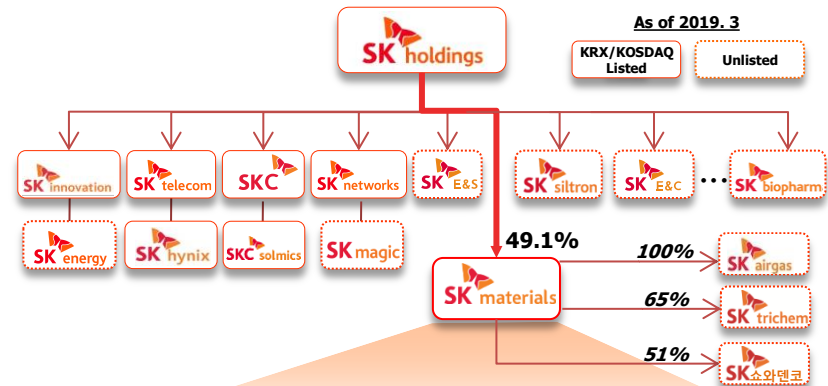 As of 2019. 3
SK holdings
KRX/KOSDAQ
Listed
Unlisted
SK innovation
SK telecom
SKC
SK networks
SK E&S
SK siltron
SK E&C
...
SK biopharm
SK energy
SK hynix
SKC solmics
SK magic
49.1%
SK materials
100%
SK airgas
65%
SK trichem
51%
SK 쇼와덴코